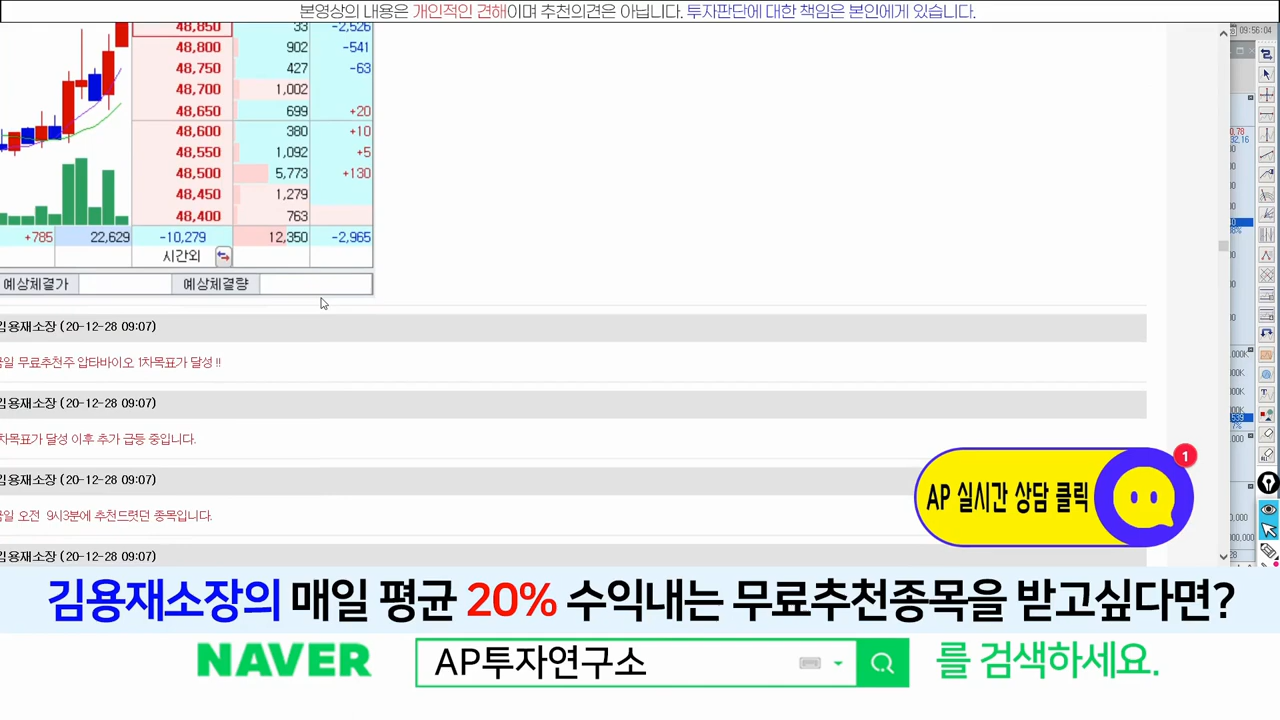 본영상의 내용은 개인적인 견해이며 추천의견은 아닙니다. 투자판단에 대한 책임은 본인에게 있습니다.
09:56:04
48,850 33 -2,526
48,800 902 -541
48,750 427 -63
48,700 1,002
48,650 699 +20
48,600 380 +10
48,550 1,092 +5
48,500 5,773 +130
48,450 1,279
48,400 763
+785 22,629 -10,279 12,350 -2,965
시간외
예상체결가 예상체결량
김용재소장 (20-12-28 09:07)
금일 무료추천주 압타바이오 1차목표가 달성 !!
김용재소장 (20-12-28 09:07)
차목표가 달성 이후 추가 급등 중입니다.
김용재소장 (20-12-28 09:07)
금일 오전 9시3분에 추천드렷던 종목입니다.
김용재소장 (20-12-28 09:07)
AP 실시간 상담 클릭
1
김용재소장의 매일 평균 20% 수익내는 무료추천종목을 받고싶다면?
NAVER AP투자연구소 를 검색하세요.